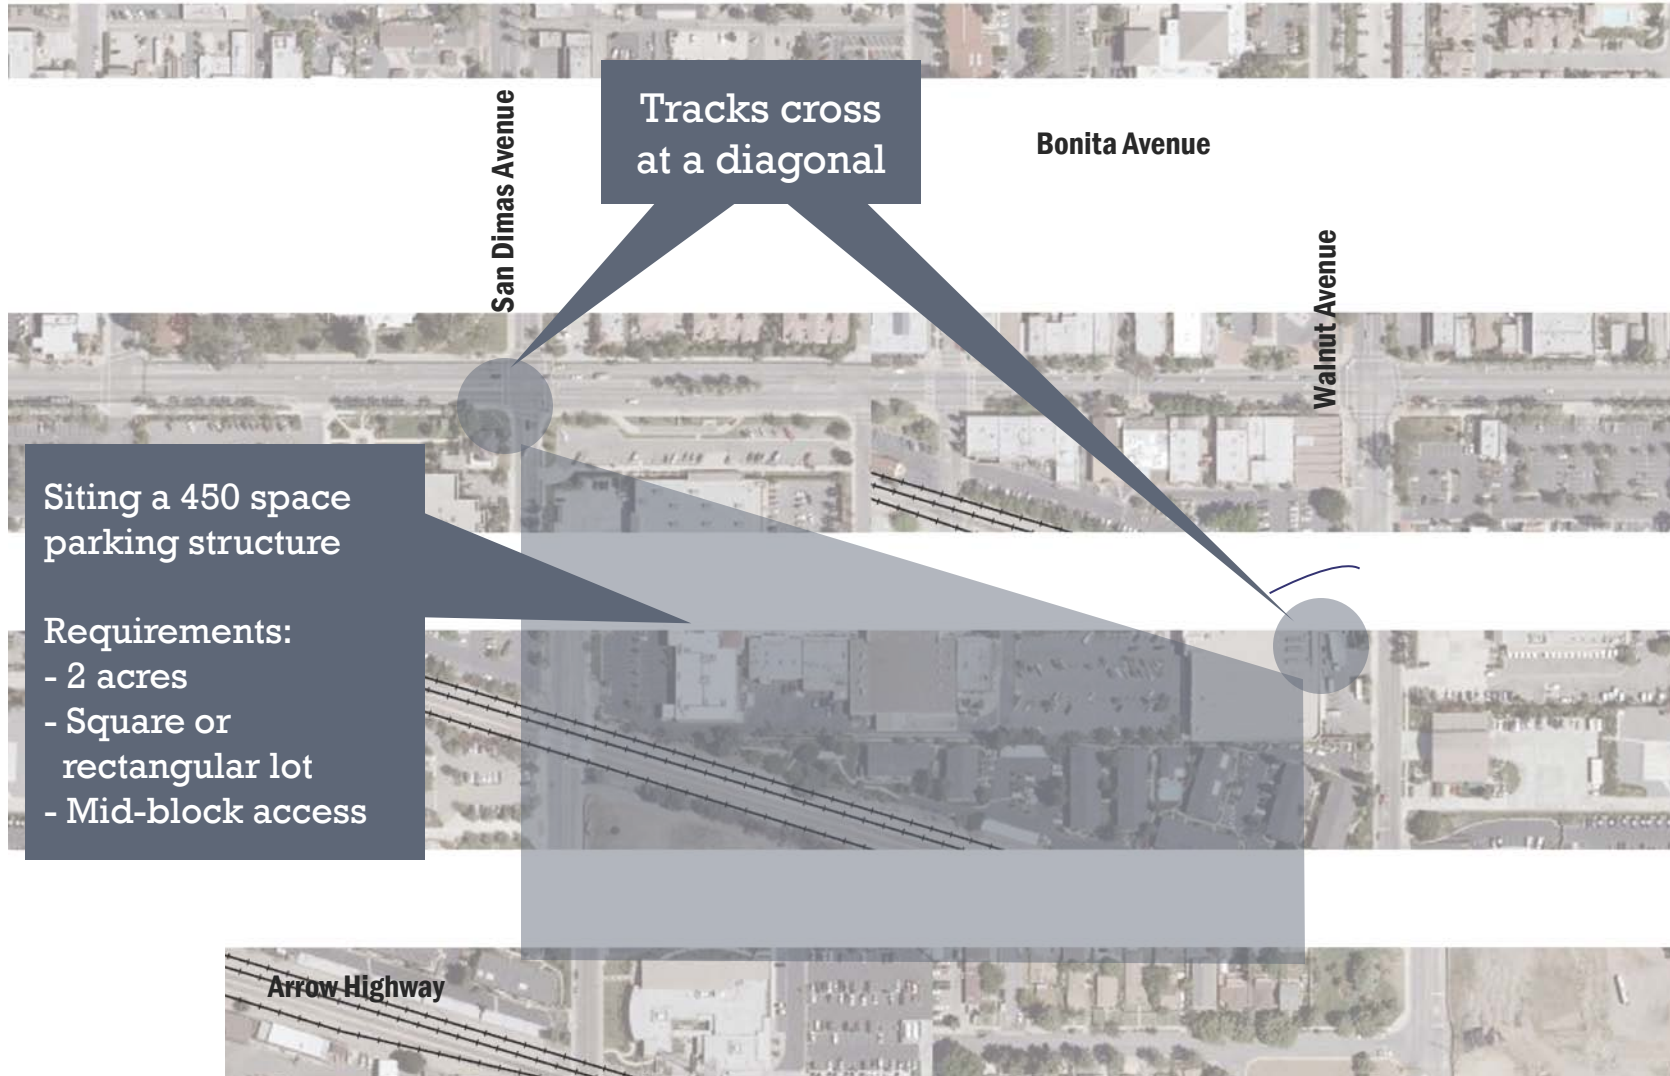 Tracks cross
at a diagonal
San Dimas Avenue
Bonita Avenue
Walnut Avenue
Siting a 450 space
parking structure
Requirements:
- 2 acres
- Square or
rectangular lot
- Mid-block access
Arrow Highway